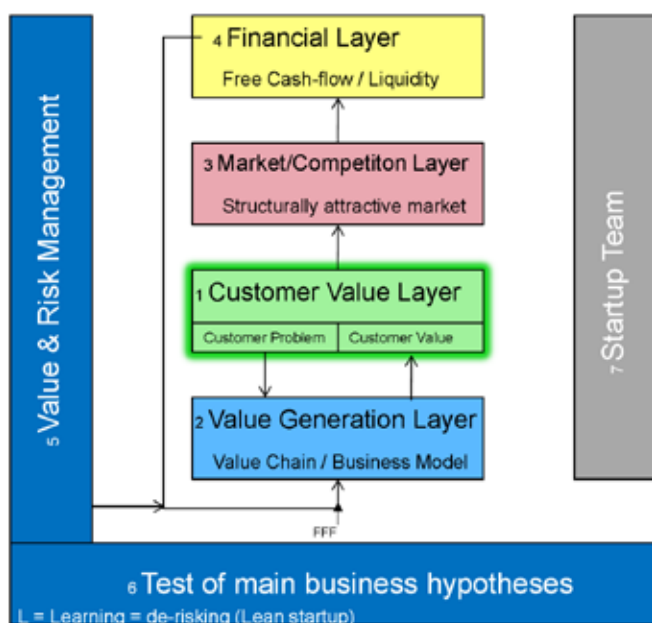 4 Financial Layer
Free Cash-flow / Liquidity
3 Market/Competiton Layer
Structurally attractive market
1 Customer Value Layer
Customer Problem
Customer Value
2 Value Generation Layer
Value Chain / Business Model
FFF
5 Value & Risk Management
7 Startup Team
6 Test of main business hypotheses
L = Learning = de-risking (Lean startup)